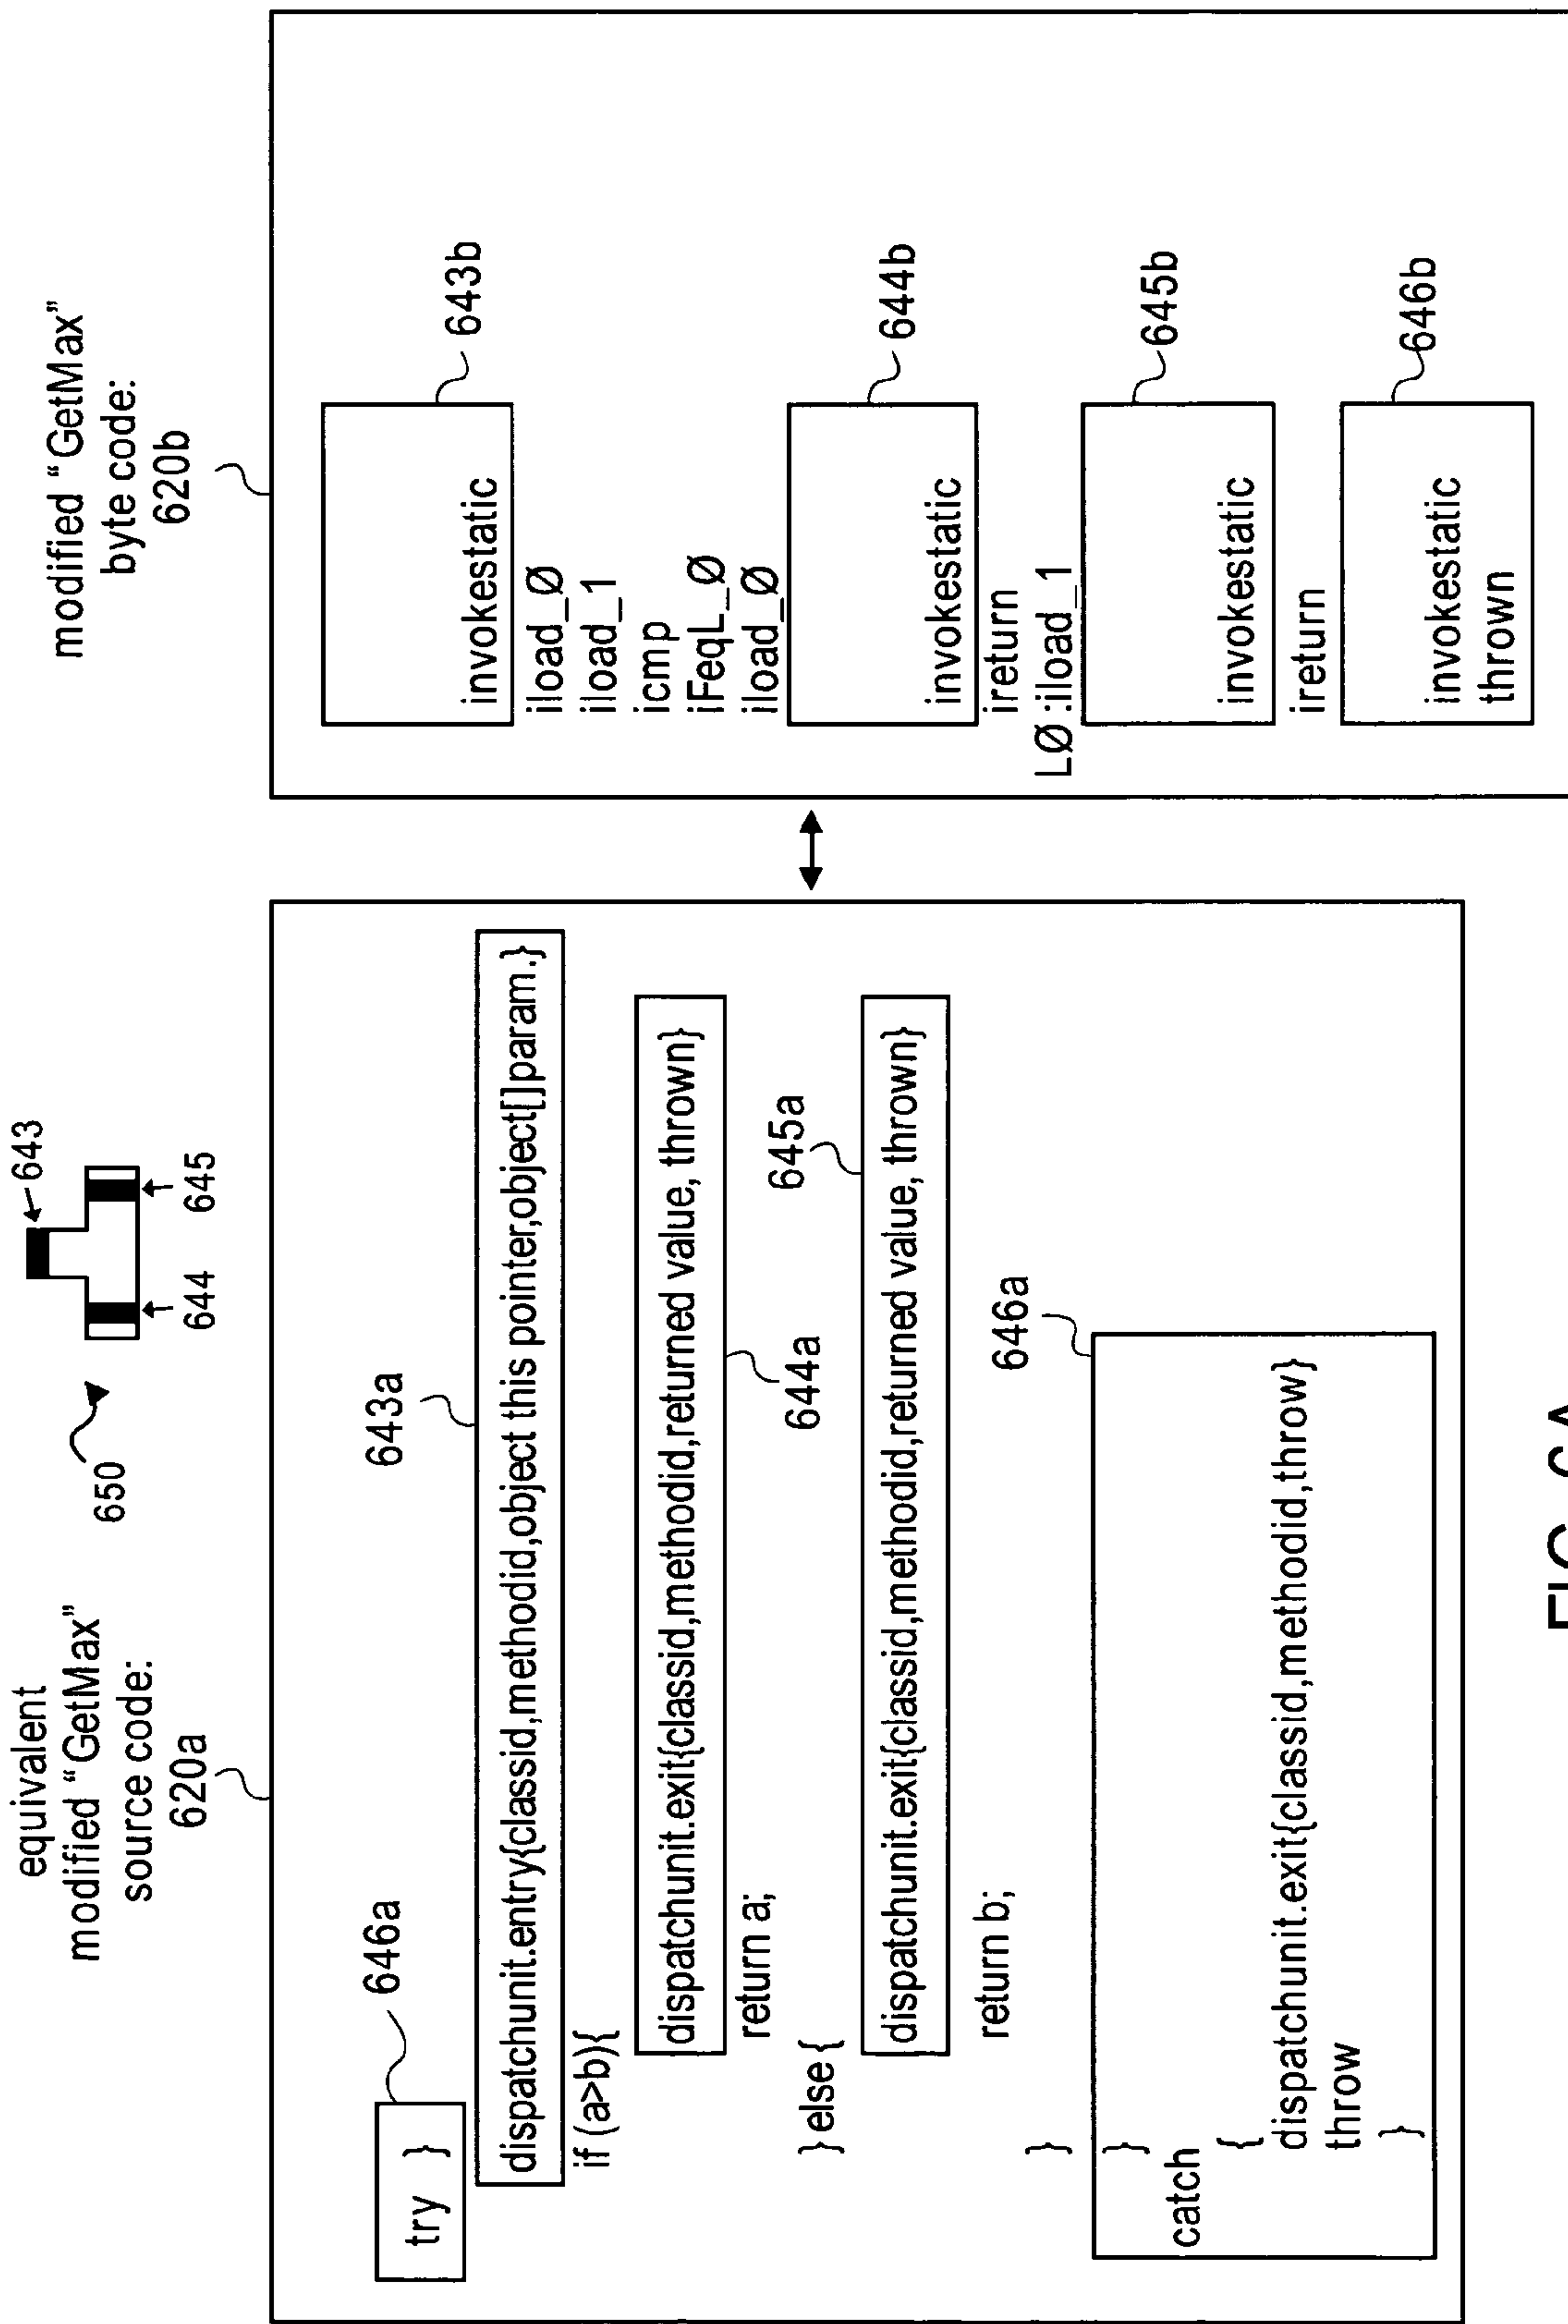 equivalent
modified “GetMax”
source code:
620a
650
643
644
645
646a
try }
643a
dispatchunit.entry{classid,methodid,object this pointer,object[]param.}
if (a>b){
dispatchunit.exit{classid,methodid,returned value, thrown}
644a
return a;
} else {
645a
dispatchunit.exit{classid,methodid,returned value, thrown}
return b;
}
646a
}
catch
{
dispatchunit.exit{classid,methodid,throw}
throw
}
modified “GetMax”
byte code:
620b
invokestatic
643b
iload_Ø
iload_1
icmp
iFeqL_Ø
iload_Ø
invokestatic
644b
ireturn
LØ:iload_1
invokestatic
645b
ireturn
invokestatic
thrown
646b